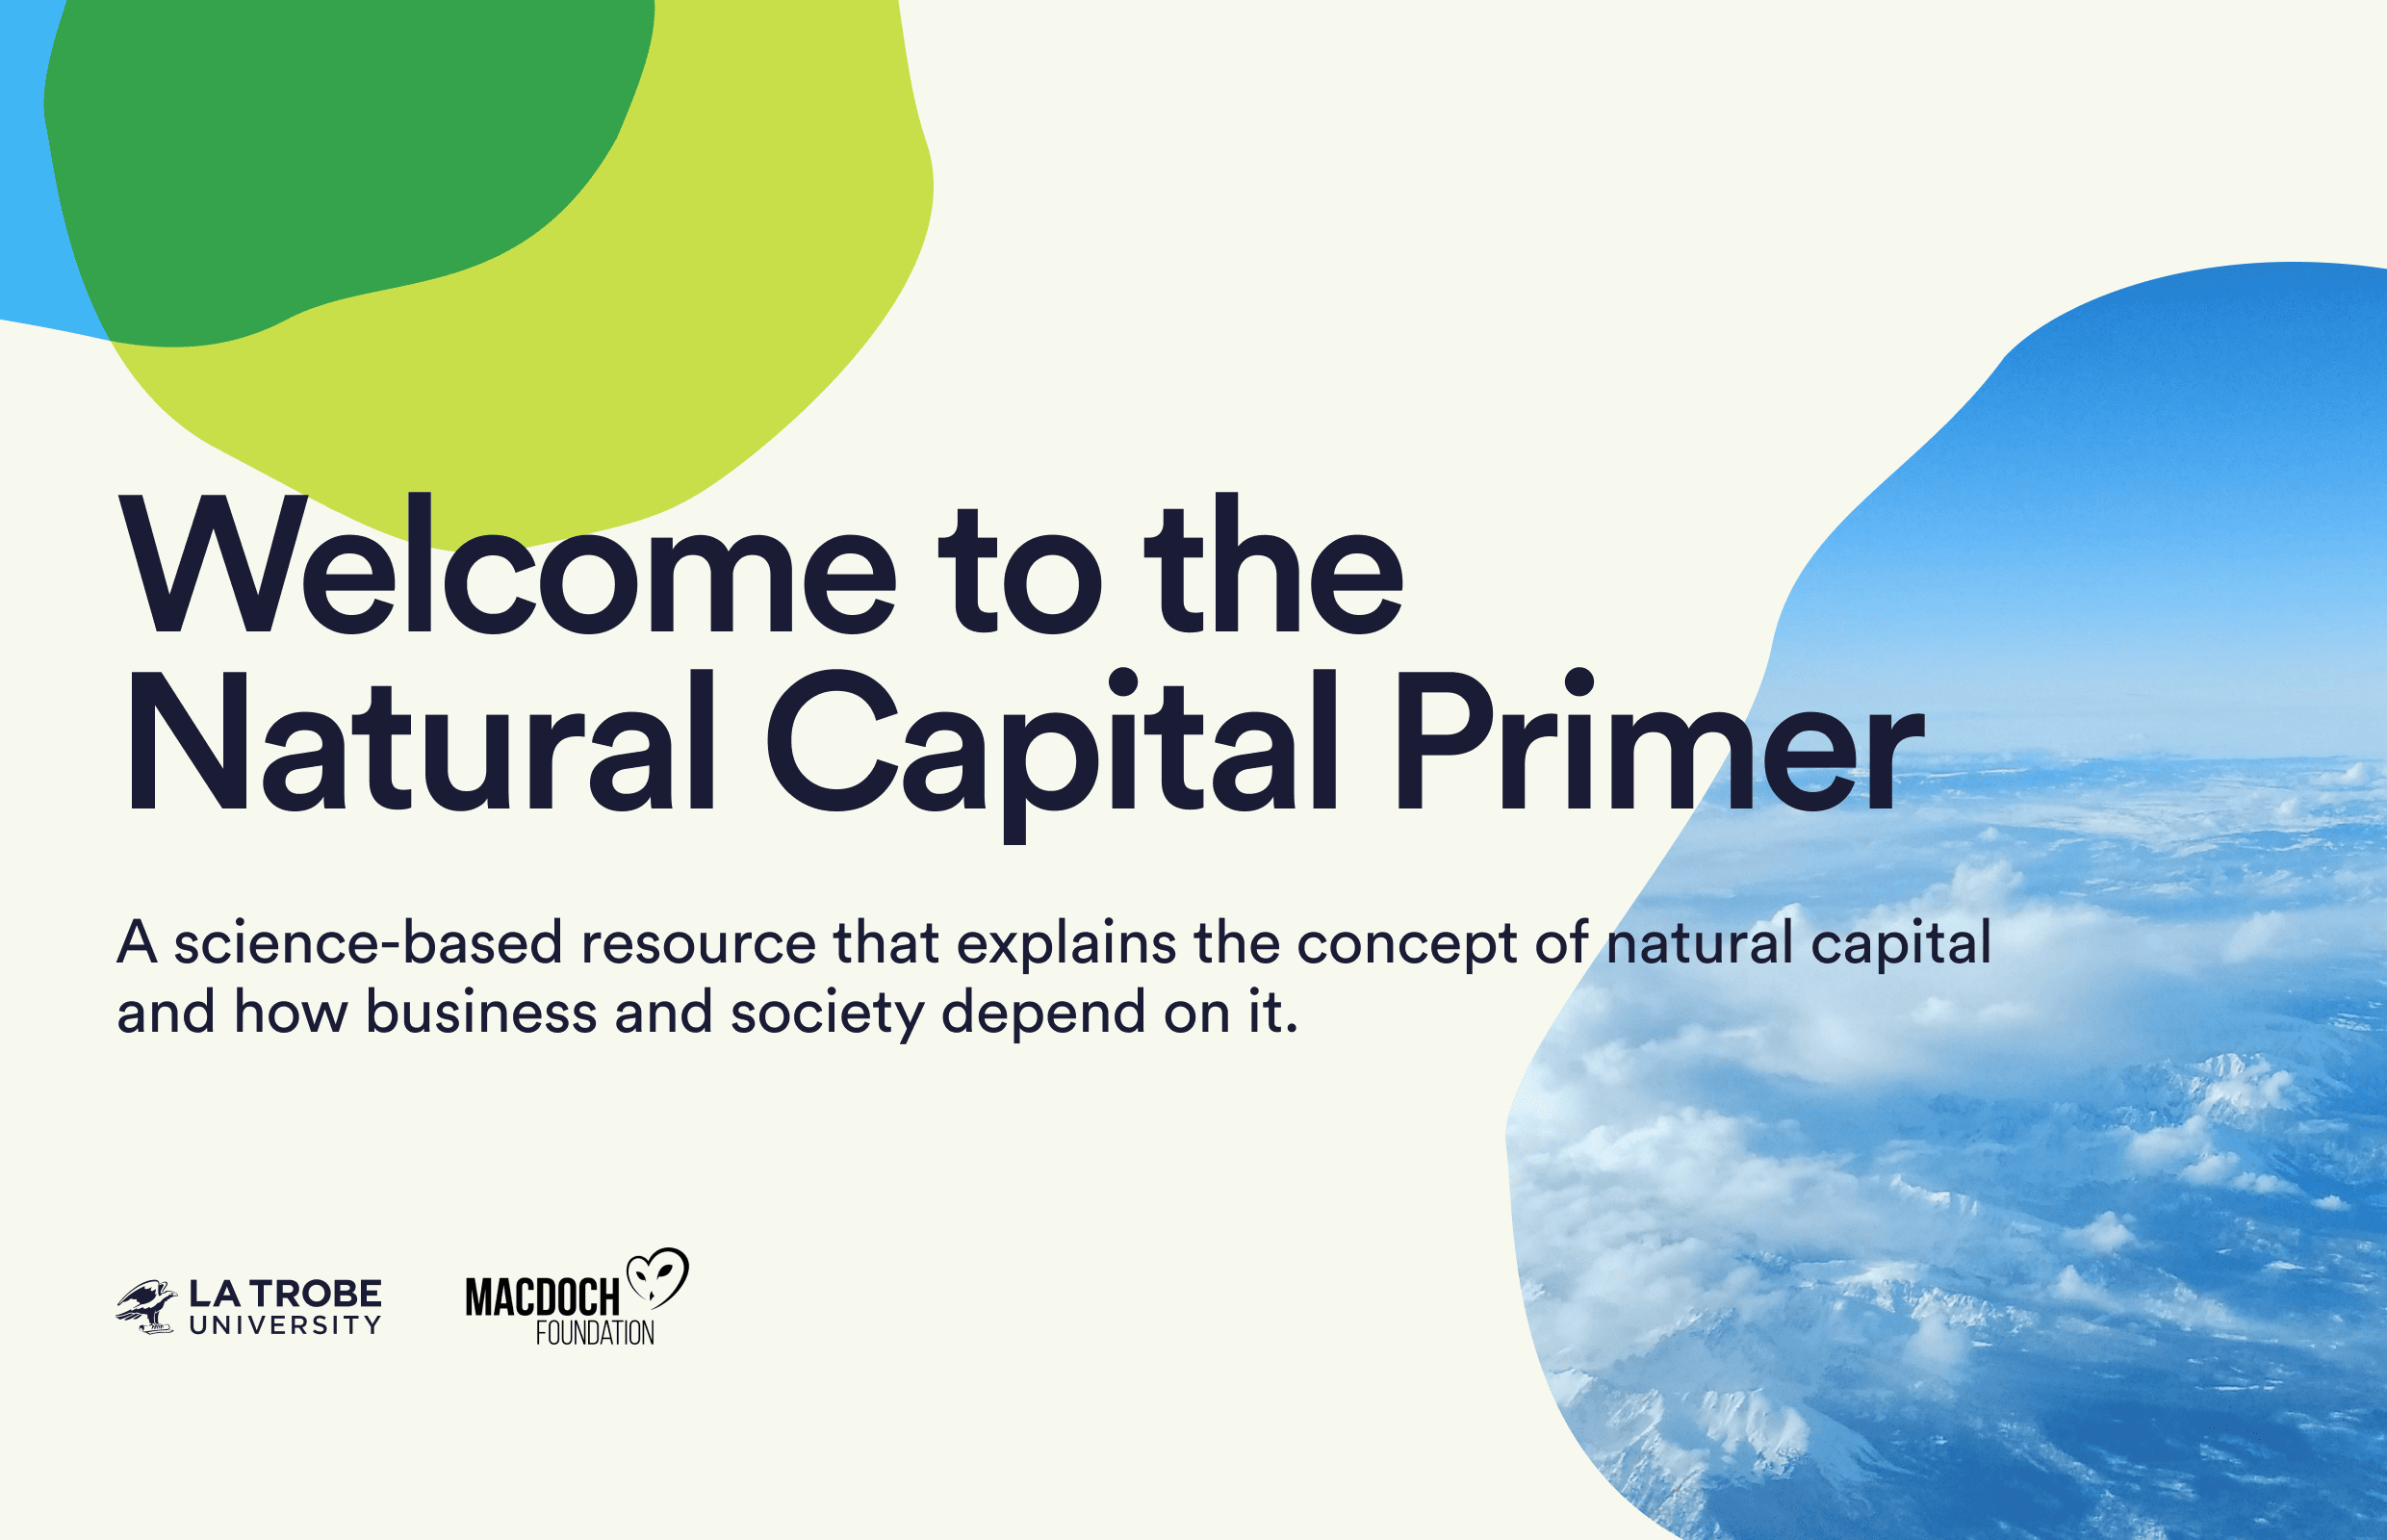 Welcome to the
Natural Capital Primer
A science-based resource that explains the concept of natural capital
and how business and society depend on it.
LA TROBE
UNIVERSITY
MACDOCH
FOUNDATION